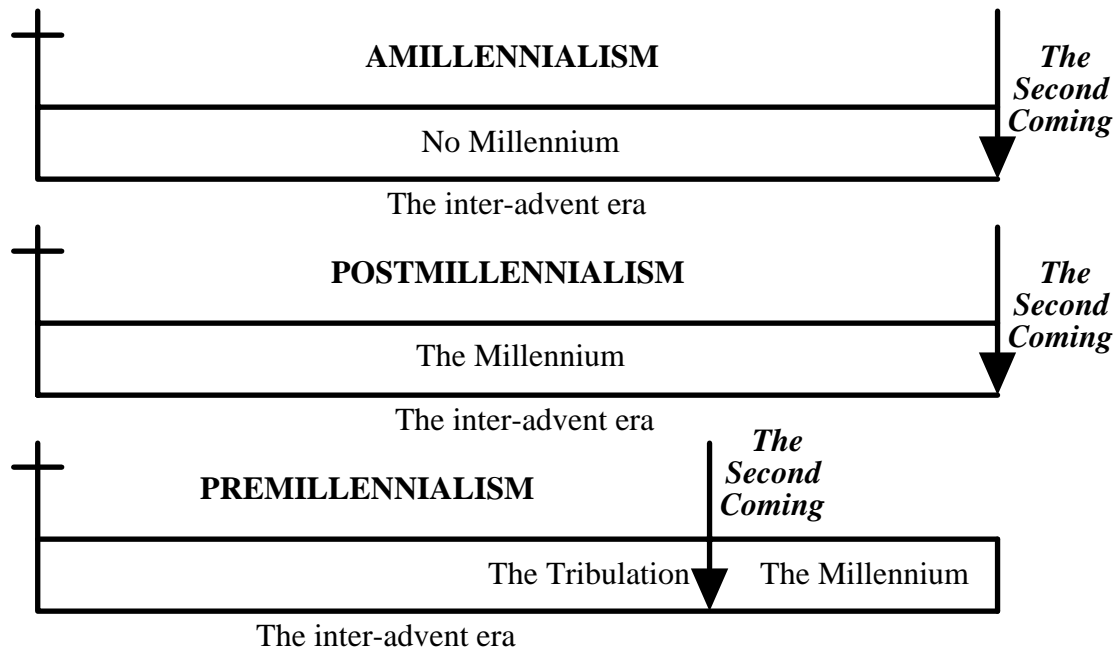 AMILLENNIALISM
The
Second
Coming
No Millennium
The inter-advent era
POSTMILLENNIALISM
The
Second
Coming
The Millennium
The inter-advent era
PREMILLENNIALISM
The
Second
Coming
The Tribulation
The Millennium
The inter-advent era